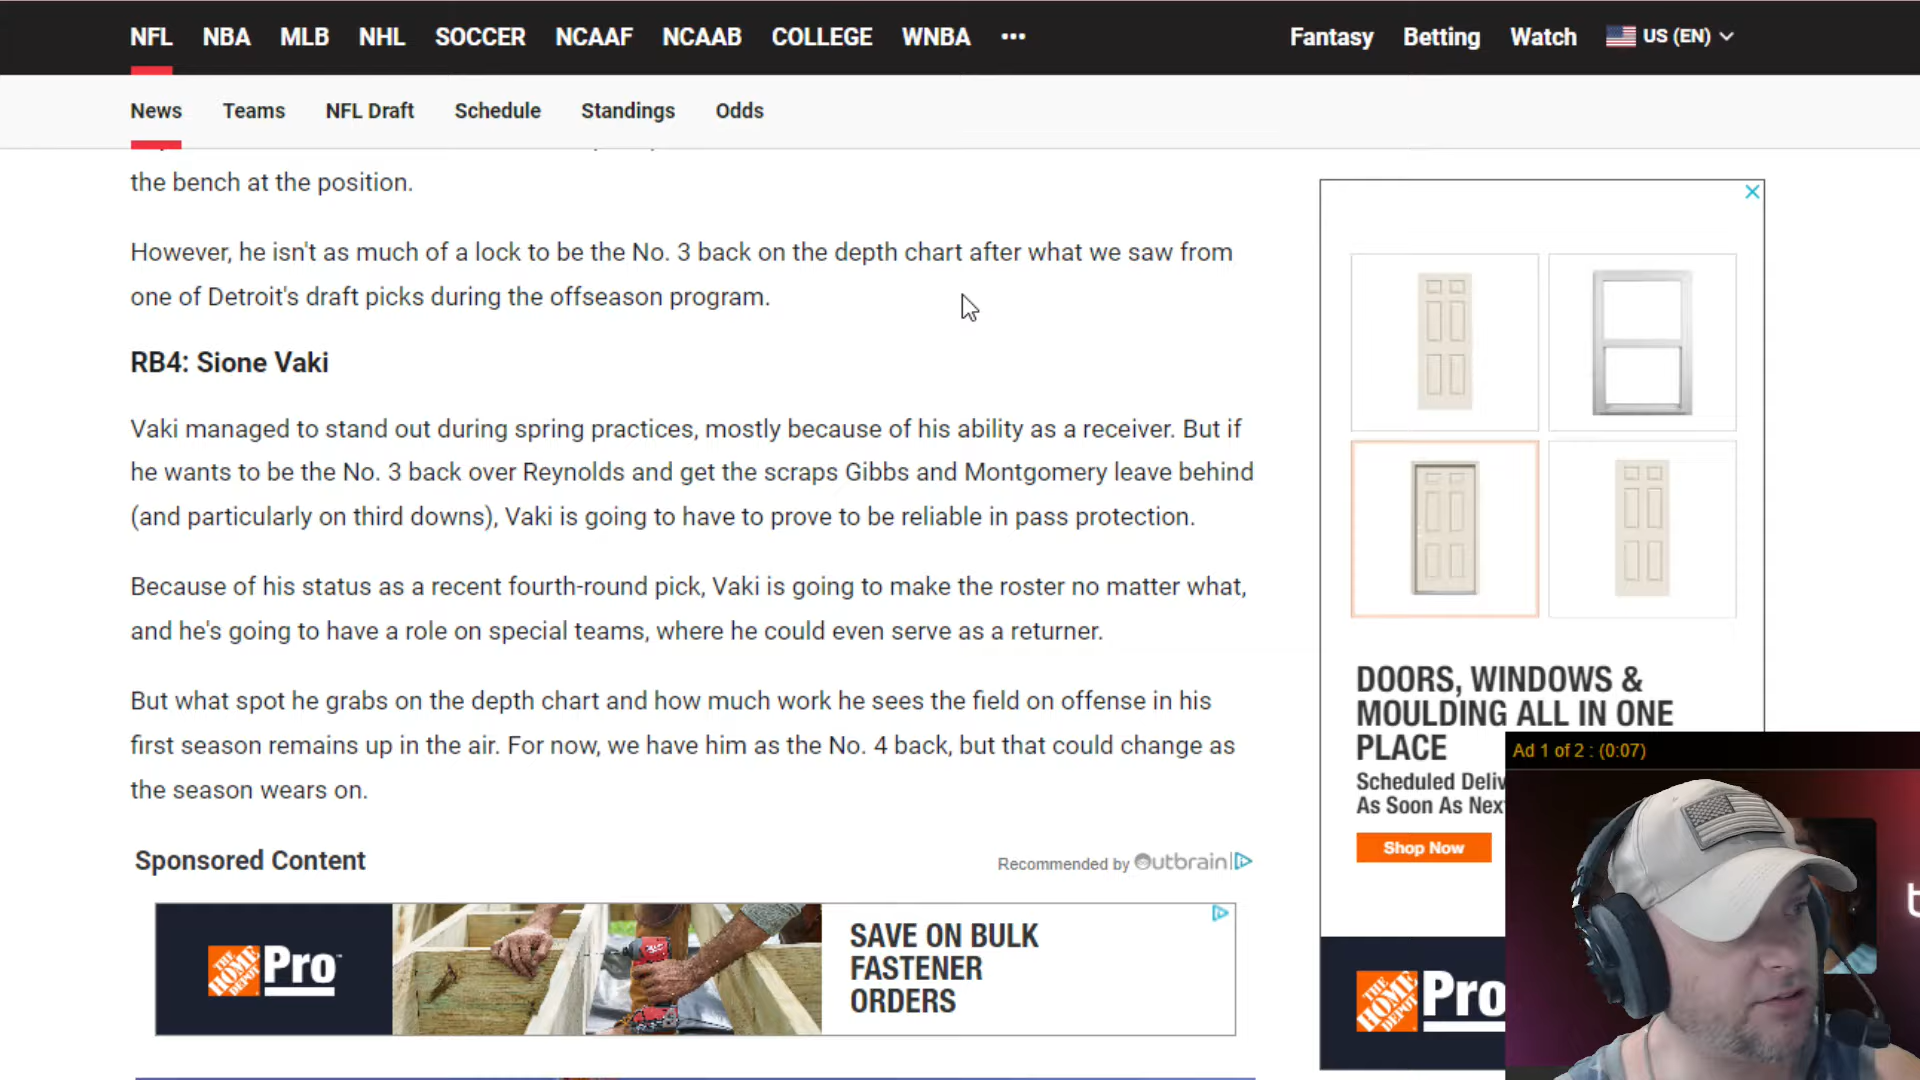 NFL NBA MLB NHL SOCCER NCAAF NCAAB COLLEGE WNBA ••• Fantasy Betting Watch US (EN)
News Teams NFL Draft Schedule Standings Odds
the bench at the position.
However, he isn't as much of a lock to be the No. 3 back on the depth chart after what we saw from
one of Detroit's draft picks during the offseason program.
RB4: Sione Vaki
Vaki managed to stand out during spring practices, mostly because of his ability as a receiver. But if
he wants to be the No. 3 back over Reynolds and get the scraps Gibbs and Montgomery leave behind
(and particularly on third downs), Vaki is going to have to prove to be reliable in pass protection.
Because of his status as a recent fourth-round pick, Vaki is going to make the roster no matter what,
and he's going to have a role on special teams, where he could even serve as a returner.
But what spot he grabs on the depth chart and how much work he sees the field on offense in his
first season remains up in the air. For now, we have him as the No. 4 back, but that could change as
the season wears on.
Sponsored Content
Recommended by Outbrain
THE HOME DEPOT Pro
SAVE ON BULK
FASTENER
ORDERS
DOORS, WINDOWS &
MOULDING ALL IN ONE
PLACE
Scheduled Deliv
As Soon As Nex
Shop Now
THE HOME DEPOT Pro
Ad 1 of 2 : (0:07)